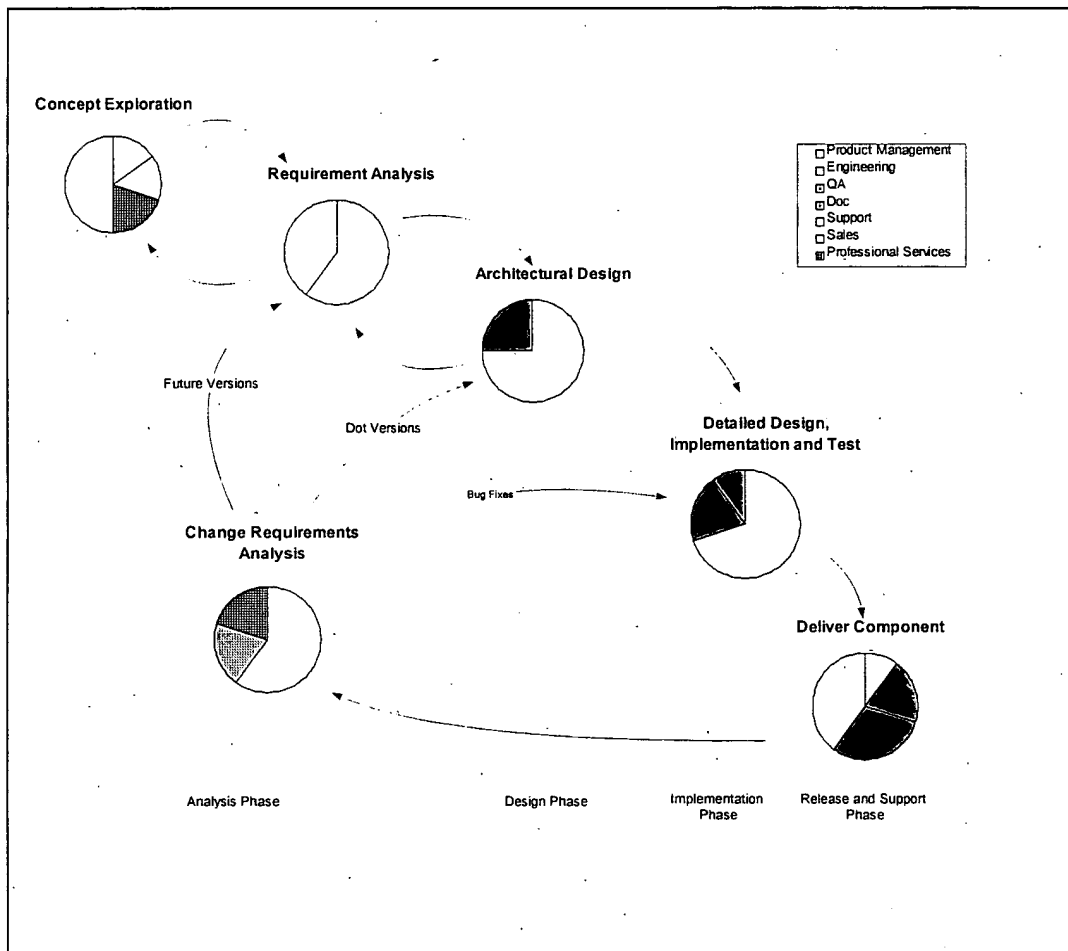 Concept Exploration
Requirement Analysis
Product Management
Engineering
QA
Doc
Support
Sales
Professional Services
Architectural Design
Future Versions
Dot Versions
Detailed Design,
Implementation and Test
Bug Fixes
Change Requirements
Analysis
Deliver Component
Analysis Phase
Design Phase
Implementation
Phase
Release and Support
Phase